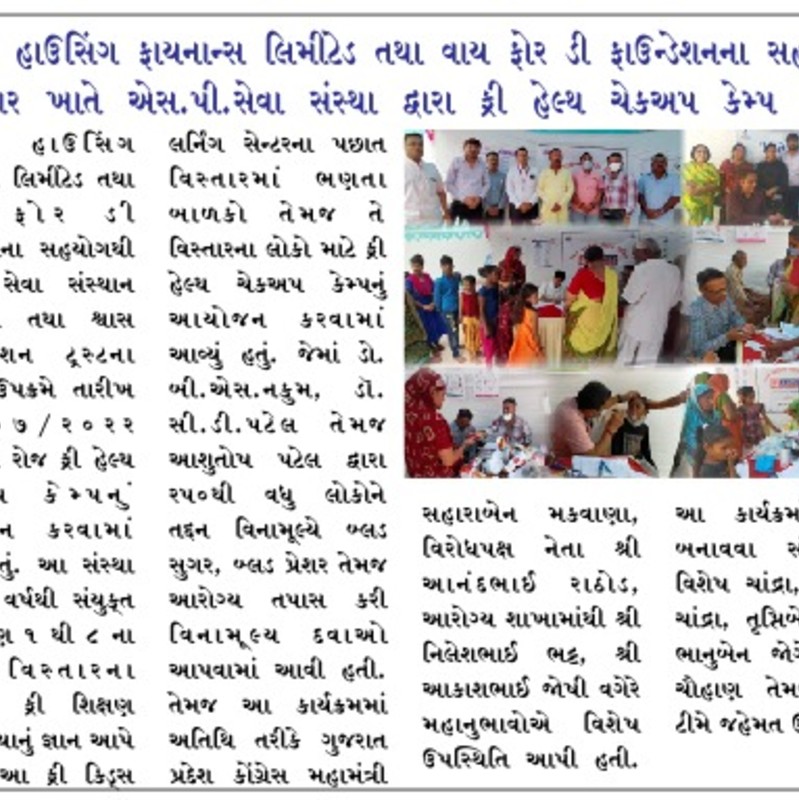 હાઉસિંગ ફાયનાન્સ લિમીટેડ તથા વાય ફોર ડી ફાઉન્ડેશનના સહ
ાર ખાતે એસ.પી.સેવા સંસ્થા દ્વારા ફ્રી હેલ્થ ચેકઅપ કેમ્પ
હાઉસિંગ
લિમીટેડ તથા
ફોર ડી
ના સહયોગથી
સેવા સંસ્થાન
તથા શ્વાસ
શન ટ્રસ્ટના
ઉપક્રમે તારીખ
૭/૨૦૨૨
રોજ ફ્રી હેલ્થ
કેમ્પનું
ન કરવામાં
તું. આ સંસ્થા
વર્ષથી સંયુક્ત
ણ ૧ થી ૮ ના
વિસ્તારના
ફ્રી શિક્ષણ
યાનું જ્ઞાન આપે
આ ફ્રી કિડ્સ
લર્નિંગ સેન્ટરના પછાત
વિસ્તારમાં ભણતા
બાળકો તેમજ તે
વિસ્તારના લોકો માટે ફ્રી
હેલ્થ ચેકઅપ કેમ્પનું
આયોજન કરવામાં
આવ્યું હતું. જેમાં ડો.
બી.એસ.નકુમ, ડૉ.
સી.ડી.પટેલ તેમજ
આશુતોષ પટેલ દ્વારા
૨૫૦થી વધુ લોકોને
તદ્દન વિનામૂલ્યે બ્લડ
સુગર, બ્લડ પ્રેશર તેમજ
આરોગ્ય તપાસ કરી
વિનામૂલ્ય દવાઓ
આપવામાં આવી હતી.
તેમજ આ કાર્યક્રમમાં
અતિથિ તરીકે ગુજરાત
પ્રદેશ કોંગ્રેસ મહામંત્રી
સહારાબેન મકવાણા,
વિરોધપક્ષ નેતા શ્રી
આનંદભાઈ રાઠોડ,
આરોગ્ય શાખામાંથી શ્રી
નિલેશભાઈ ભટ્ટ, શ્રી
આકાશભાઈ જોષી વગેરે
મહાનુભાવોએ વિશેષ
ઉપસ્થિતિ આપી હતી.
આ કાર્યક્રમ
બનાવવા સં
વિશેષ ચાંદ્રા,
ચાંદ્રા, તૃપ્તિબે
ભાનુબેન જોગ
ચૌહાણ તેમ
ટીમે જહેમત ઉ